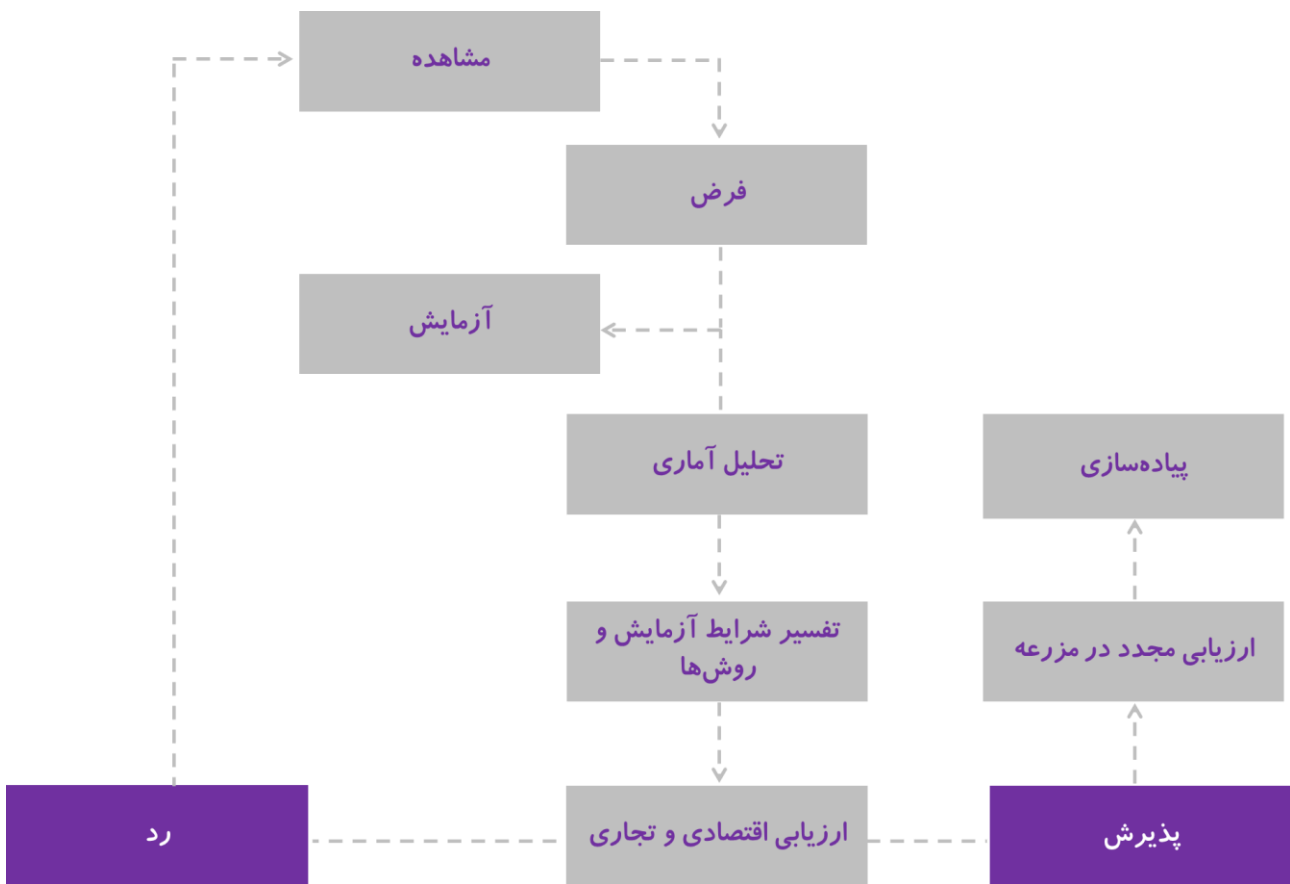 مشاهده
فرض
آزمایش
تحلیل آماری
پیاده‌سازی
تفسیر شرایط آزمایش و
روش‌ها
ارزیابی مجدد در مزرعه
ارزیابی اقتصادی و تجاری
پذیرش
رد